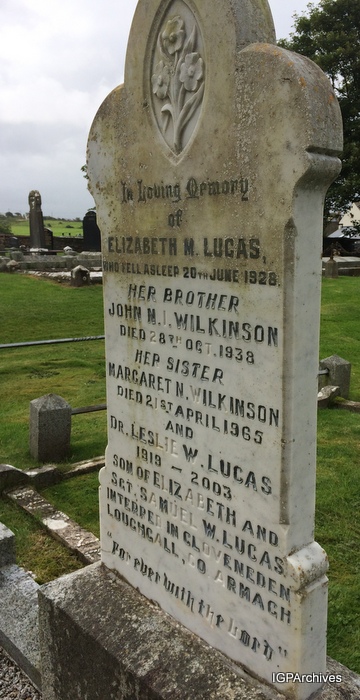 In Loving Memory
of
ELIZABETH M. LUCAS,
WHO FELL ASLEEP 20TH JUNE 1928.
HER BROTHER
JOHN M. I. WILKINSON
DIED 28TH OCT. 1938
HER SISTER
MARGARET N. WILKINSON
DIED 21ST APRIL 1965
AND
DR. LESLIE W. LUCAS
1919 – 2003
SON OF ELIZABETH AND
SGT. SAMUEL W. LUCAS.
INTERRED IN CLOVENEDEN
LOUGHGALL, CO ARMAGH
"For ever with the Lord"
IGPArchives